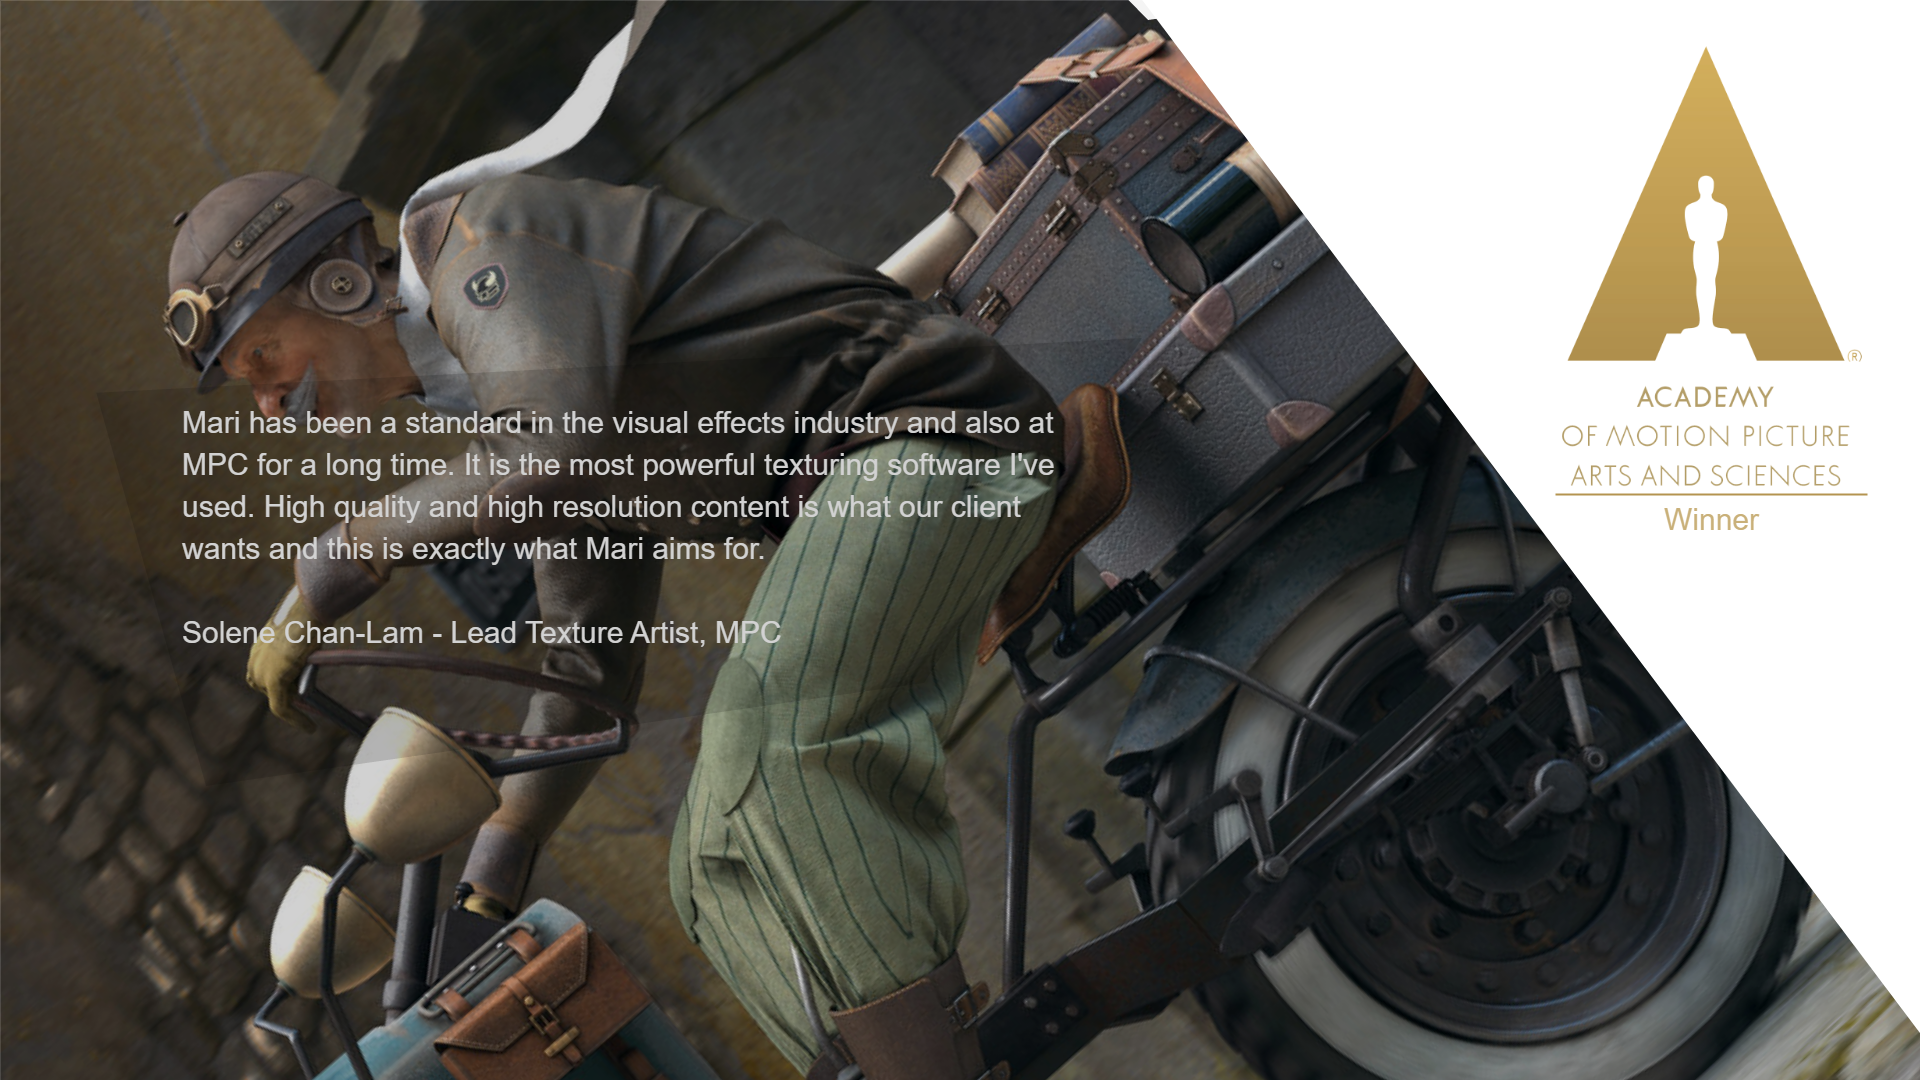 Mari has been a standard in the visual effects industry and also at
MPC for a long time. It is the most powerful texturing software I've
used. High quality and high resolution content is what our client
wants and this is exactly what Mari aims for.
Solene Chan-Lam - Lead Texture Artist, MPC
®
ACADEMY
OF MOTION PICTURE
ARTS AND SCIENCES
Winner